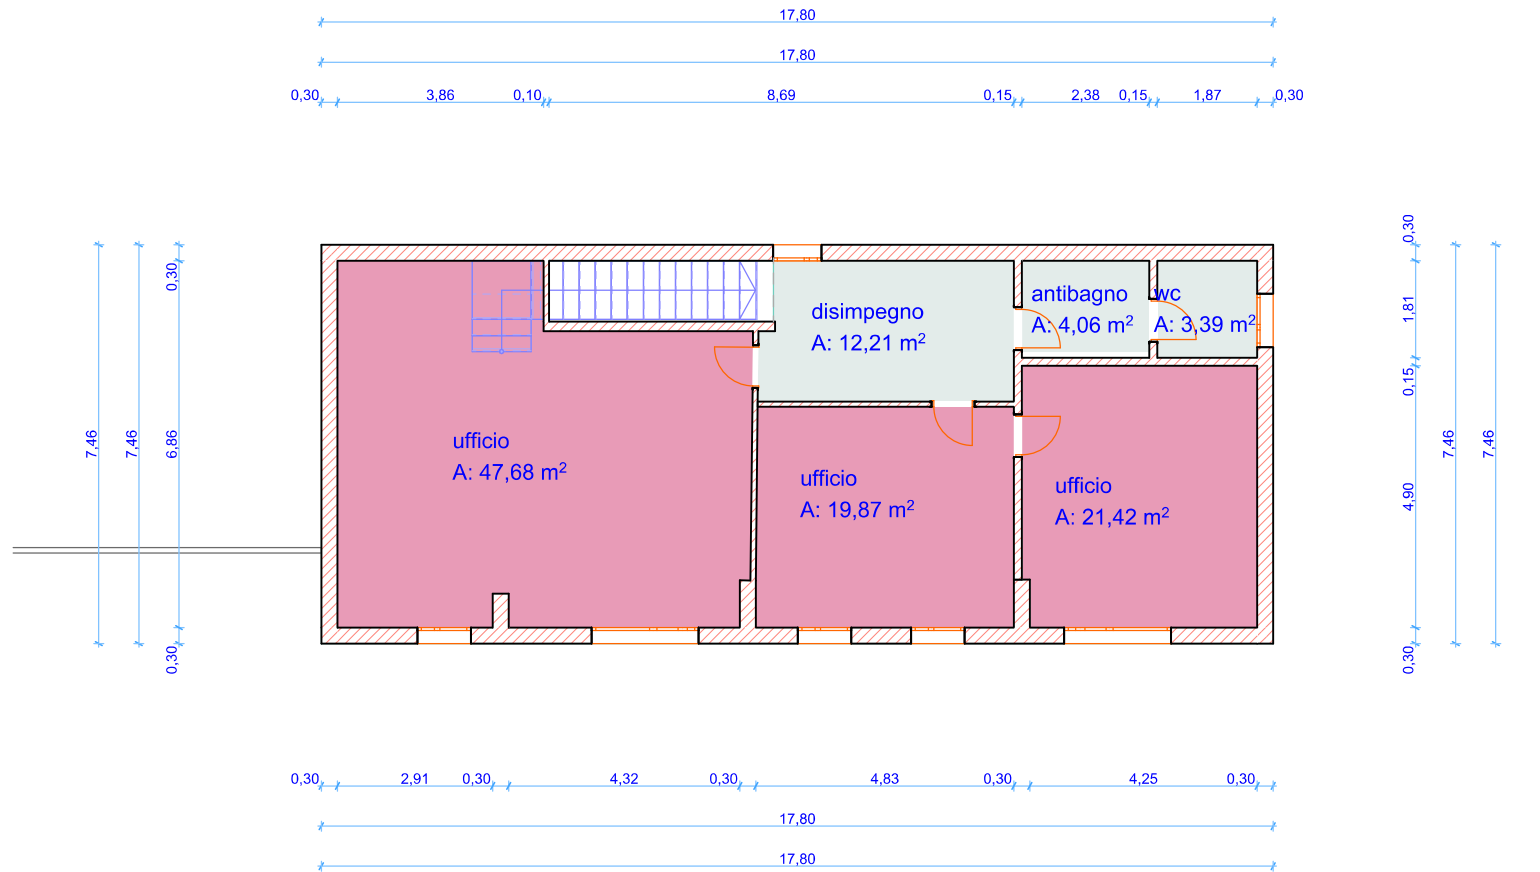 17,80
17,80
0,30 3,86 0,10 8,69 0,15 2,38 0,15 1,87 0,30
0,30
0,30
1,81
antibagno
wc
disimpegno
A: 4,06 m²
A: 3,39 m²
A: 12,21 m²
0,15
7,46
7,46
6,86
7,46
7,46
ufficio
A: 47,68 m²
ufficio
A: 19,87 m²
ufficio
A: 21,42 m²
4,90
0,30
0,30
0,30 2,91 0,30 4,32 0,30 4,83 0,30 4,25 0,30
17,80
17,80